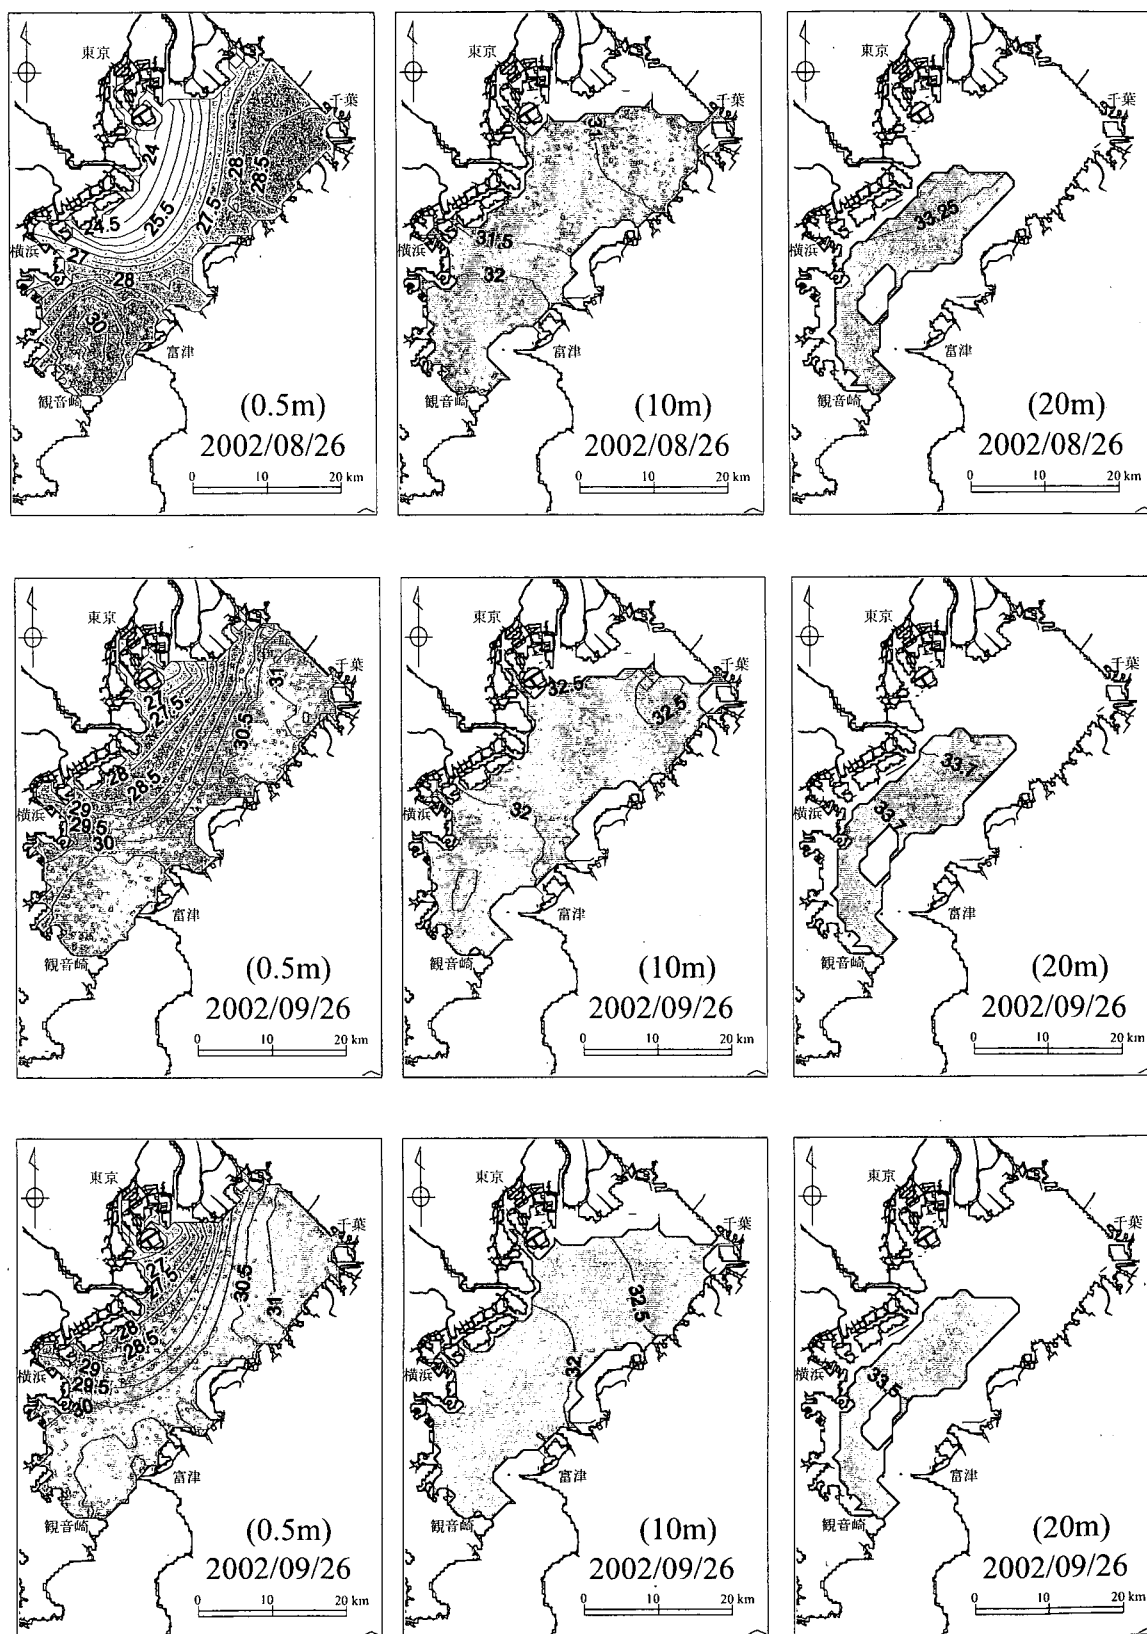 東京
千葉
24
28
28.5
24.5
25.5
27.5
横浜
27
28
30
富津
観音崎
(0.5m)
2002/08/26
0 10 20 km
東京
千葉
31
横浜
31.5
32
富津
観音崎
(10m)
2002/08/26
0 10 20 km
東京
千葉
33.25
横浜
富津
観音崎
(20m)
2002/08/26
0 10 20 km
東京
千葉
27
31
27.5
30.5
28
28.5
29
横浜
29.5
30
富津
観音崎
(0.5m)
2002/09/26
0 10 20 km
東京
千葉
32.5
32.5
横浜
32
富津
観音崎
(10m)
2002/09/26
0 10 20 km
東京
千葉
33.7
横浜
33.7
富津
観音崎
(20m)
2002/09/26
0 10 20 km
東京
千葉
27
27.5
30.5
31
28
28.5
29
横浜
29.5
30
富津
観音崎
(0.5m)
2002/09/26
0 10 20 km
東京
千葉
32.5
横浜
32
富津
観音崎
(10m)
2002/09/26
0 10 20 km
東京
千葉
横浜
33.5
富津
観音崎
(20m)
2002/09/26
0 10 20 km